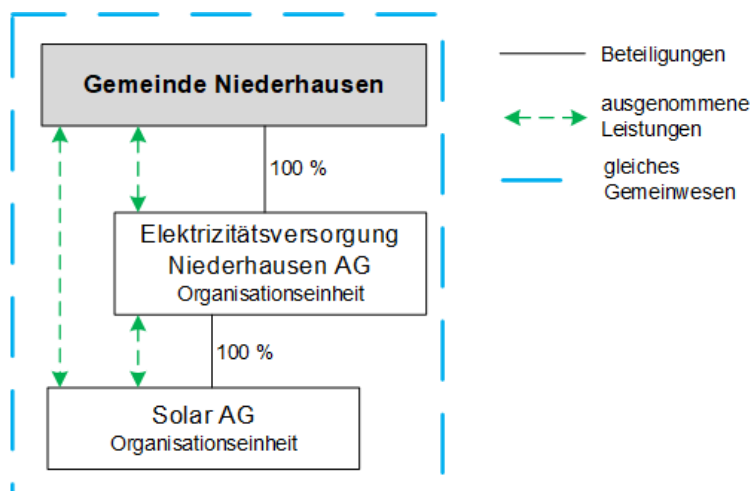 Gemeinde Niederhausen
100 %
Elektrizitätsversorgung
Niederhausen AG
Organisationseinheit
100 %
Solar AG
Organisationseinheit
Beteiligungen
ausgenommene
Leistungen
gleiches
Gemeinwesen